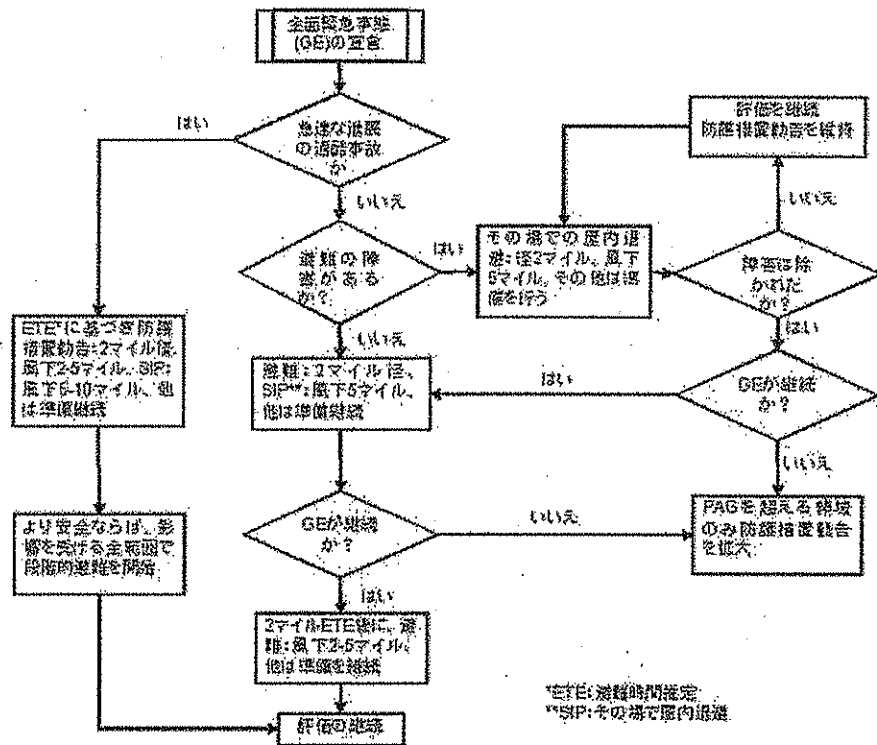 全面緊急事態
(GE)の宣言
はい
急速な進展
の過酷事故
か
いいえ
避難の障
害があるか
か？
はい
その場での屋内退
避：径2マイル、風下
5マイル、その他は準
備を行う
評価を継続
防護措置勧告を維持
いいえ
障害は除
かれた
か？
はい
ETE*に基づき防護
措置勧告：2マイル径、
風下2-5マイル、SIP:
風下5-10マイル、他
は準備継続
避難：2マイル径、
SIP**：風下5マイル、
他は準備継続
はい
GEが継続
か？
いいえ
より安全ならば、影
響を受ける全範囲で
段階的避難を開始
GEが継続
か？
いいえ
PAGを超える領域
のみ防護措置勧告
を拡大
はい
2マイルETE後に、避
難：風下2-5マイル、
他は準備を継続
評価の継続
*ETE：避難時間推定
**SIP：その場で屋内退避